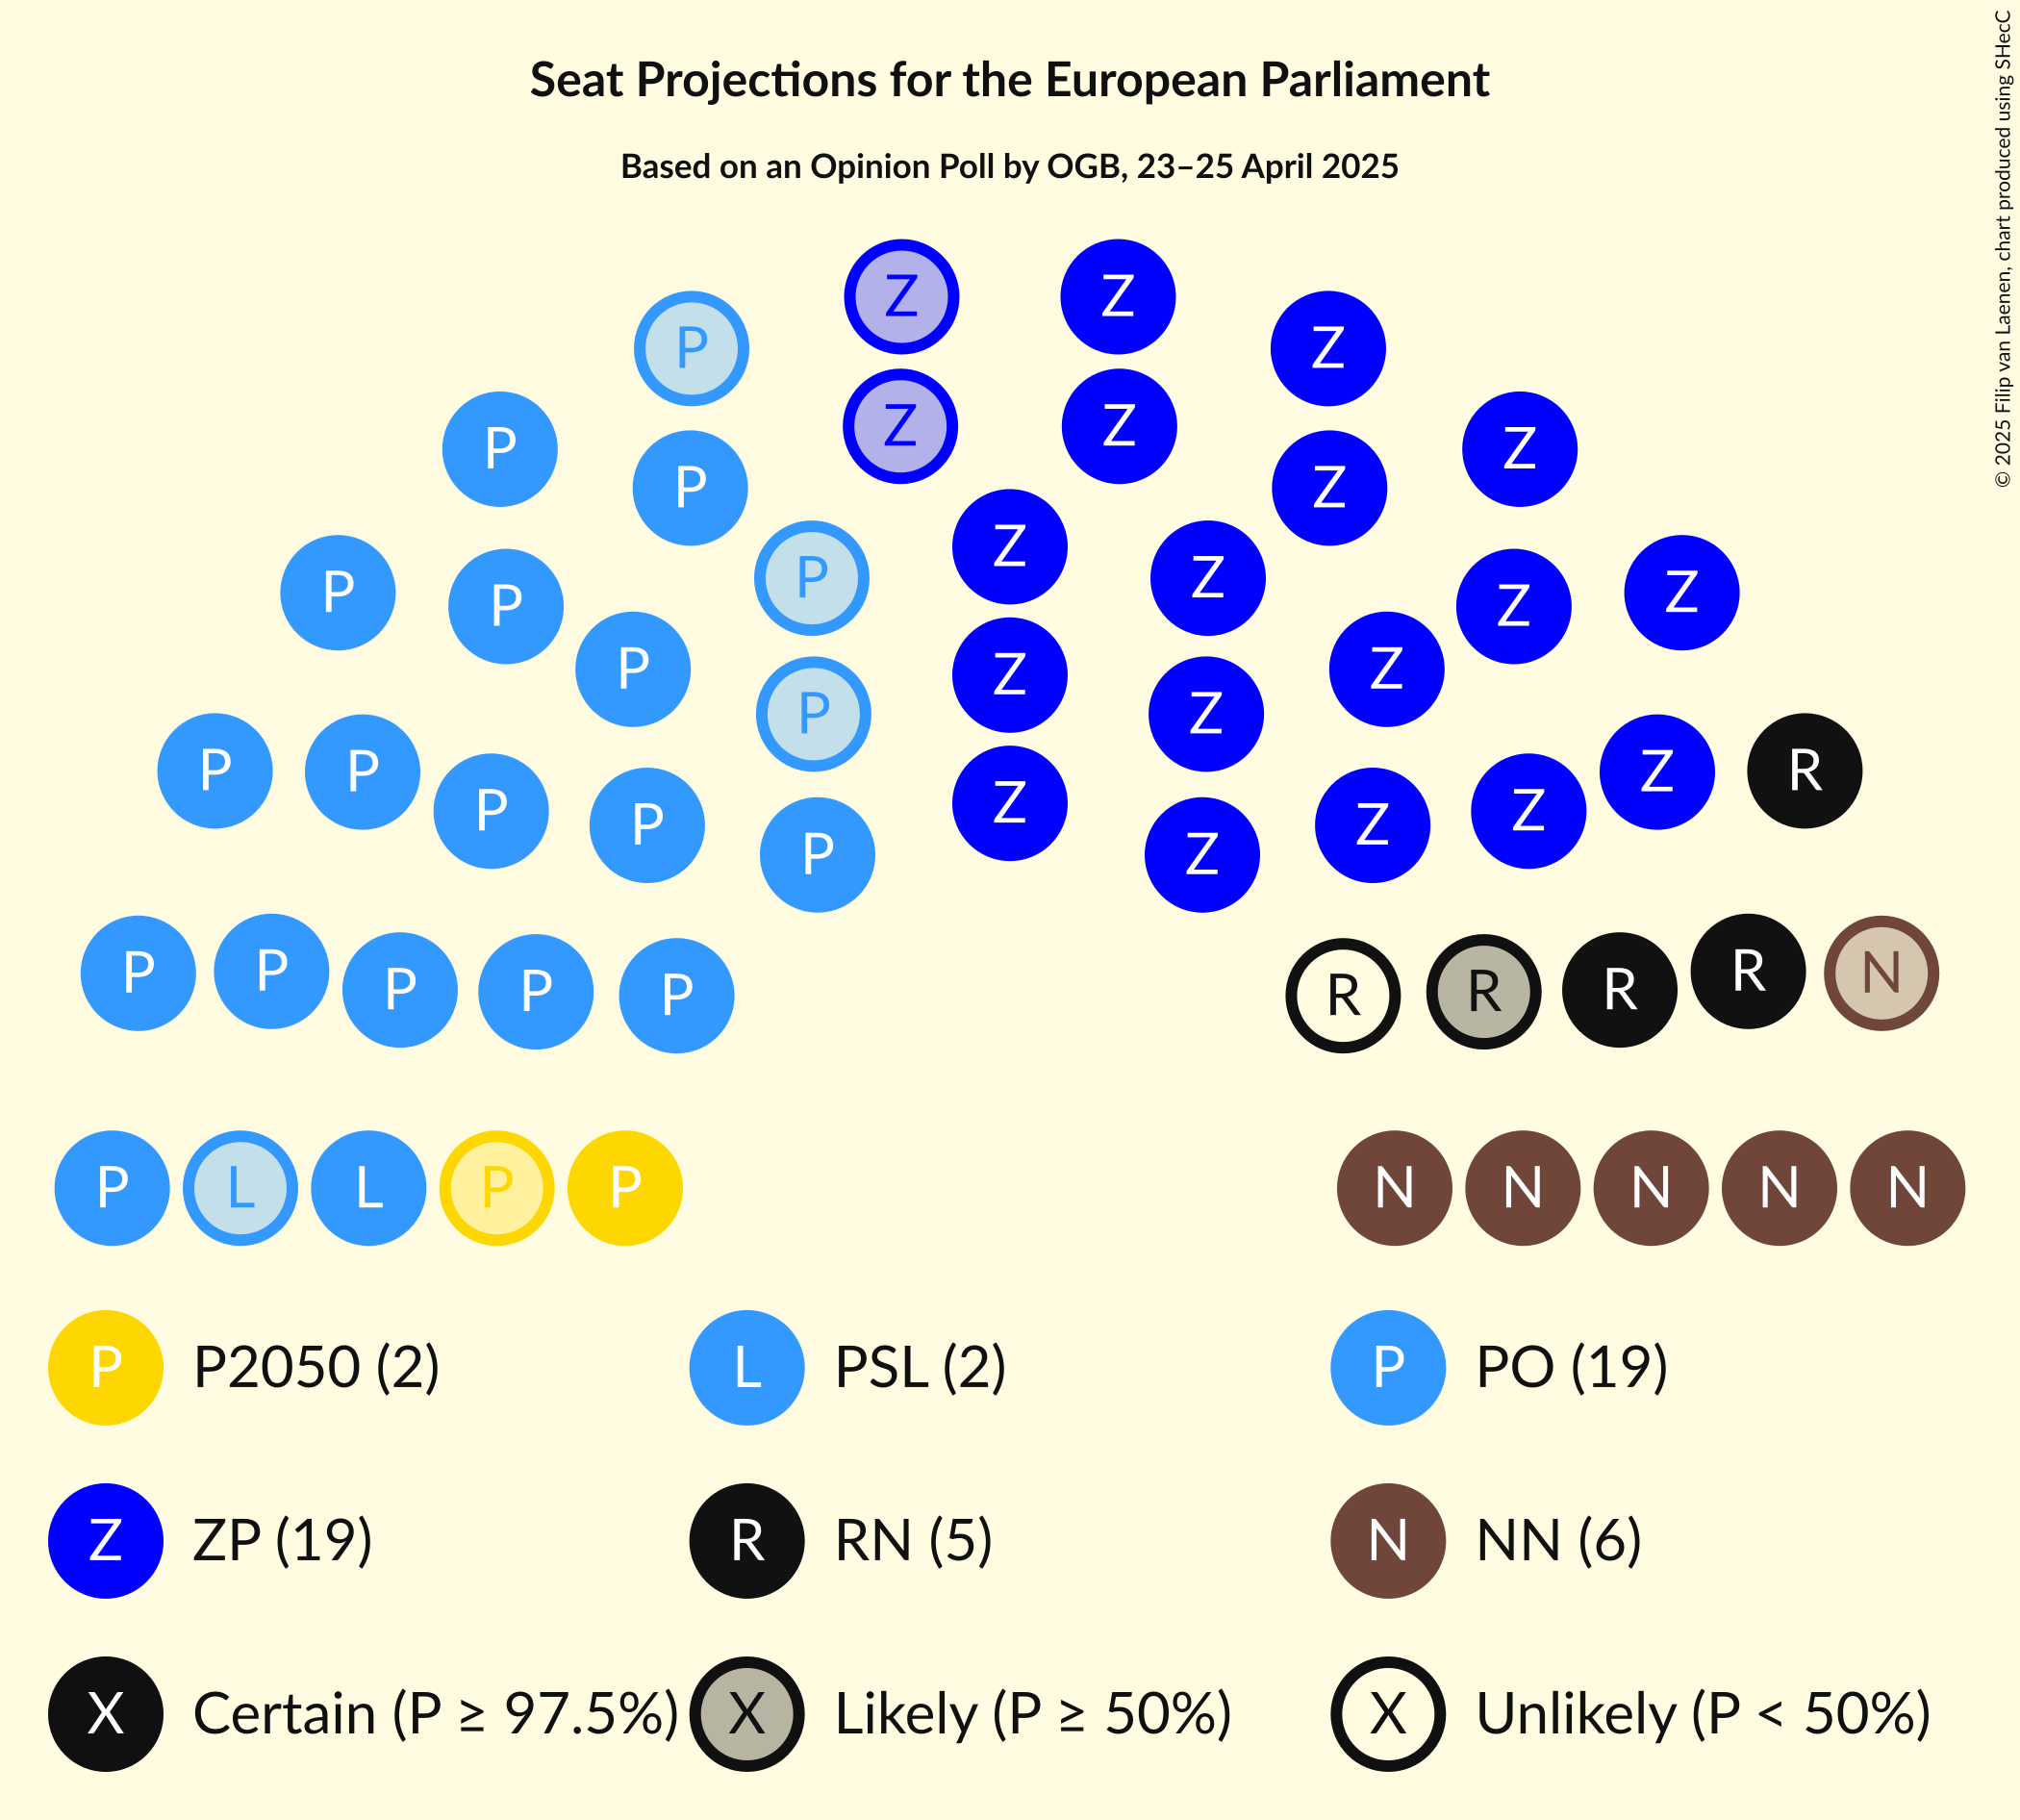 Seat Projections for the European Parliament
Based on an Opinion Poll by OGB, 23–25 April 2025
© 2025 Filip van Laenen, chart produced using SHecC
Z Z
P Z
Z Z
P Z
P Z
Z
P Z
P Z
P Z
P Z
P Z
Z
P Z
P R
P Z
P Z
P Z
Z
P Z
P N
P R
P R
P R
P R
P L L P P N N N N N
P P2050 (2) L PSL (2) P PO (19)
Z ZP (19) R RN (5) N NN (6)
X Certain (P ≥ 97.5%) X Likely (P ≥ 50%) X Unlikely (P < 50%)